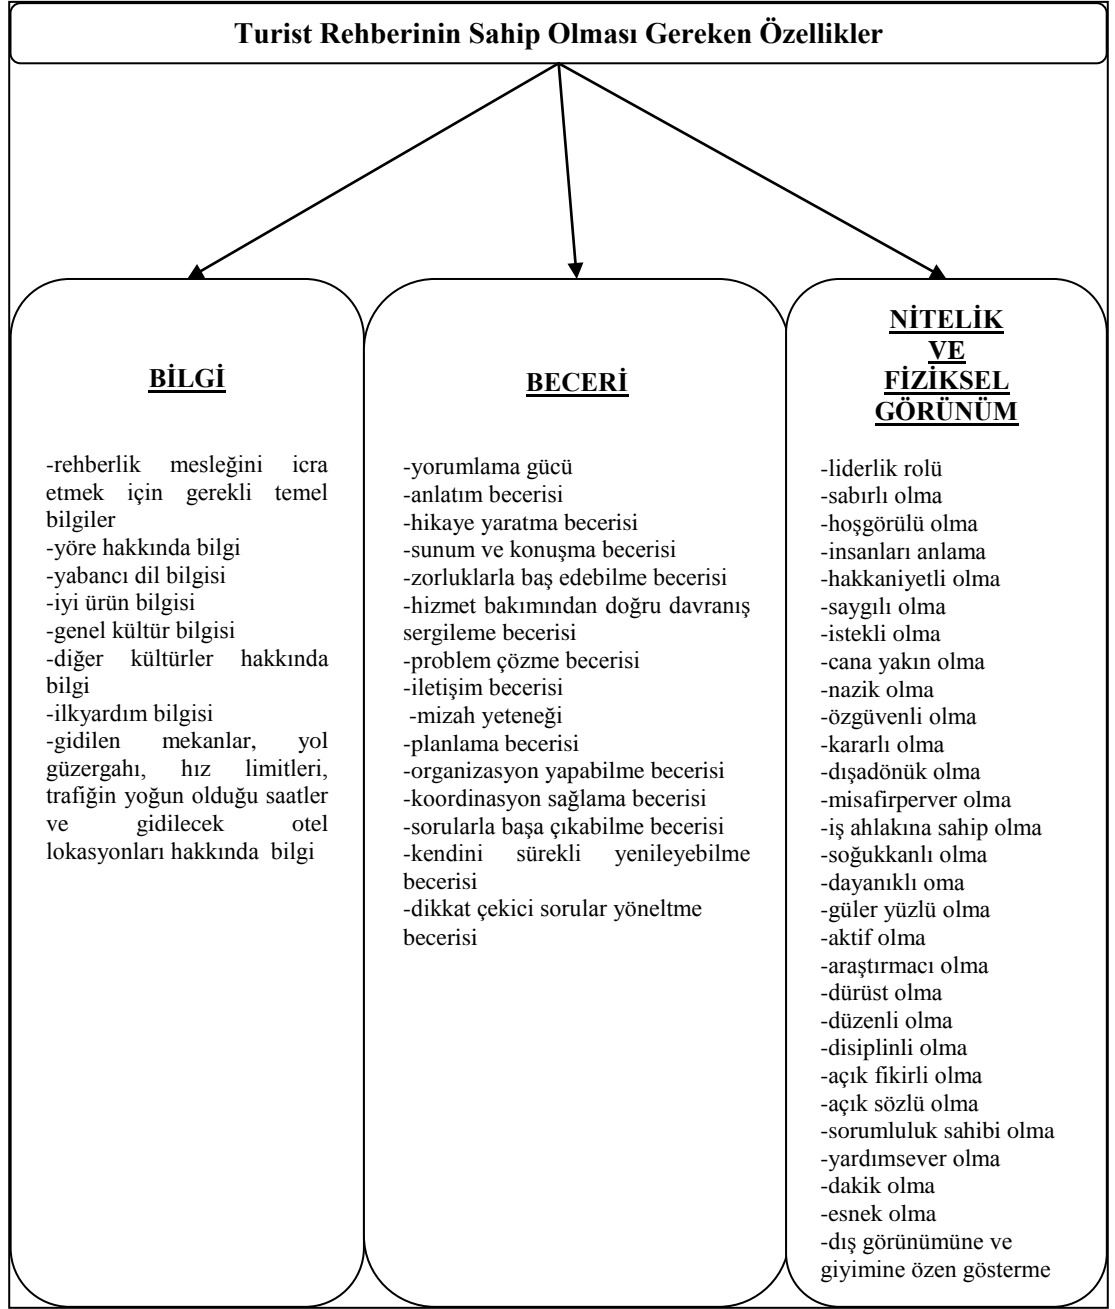 Turist Rehberinin Sahip Olması Gereken Özellikler
BİLGİ
-rehberlik mesleğini icra
etmek için gerekli temel
bilgiler
-yöre hakkında bilgi
-yabancı dil bilgisi
-iyi ürün bilgisi
-genel kültür bilgisi
-diğer kültürler hakkında
bilgi
-ilkyardım bilgisi
-gidilen mekanlar, yol
güzergahı, hız limitleri,
trafiğin yoğun olduğu saatler
ve gidilecek otel
lokasyonları hakkında bilgi
BECERİ
-yorumlama gücü
-anlatım becerisi
-hikaye yaratma becerisi
-sunum ve konuşma becerisi
-zorluklarla baş edebilme becerisi
-hizmet bakımından doğru davranış
sergileme becerisi
-problem çözme becerisi
-iletişim becerisi
-mizah yeteneği
-planlama becerisi
-organizasyon yapabilme becerisi
-koordinasyon sağlama becerisi
-sorularla başa çıkabilme becerisi
-kendini sürekli yenileyebilme
becerisi
-dikkat çekici sorular yöneltme
becerisi
NİTELİK
VE
FİZİKSEL
GÖRÜNÜM
-liderlik rolü
-sabırlı olma
-hoşgörülü olma
-insanları anlama
-hakkaniyetli olma
-saygılı olma
-istekli olma
-cana yakın olma
-nazik olma
-özgüvenli olma
-kararlı olma
-dışadönük olma
-misafirperver olma
-iş ahlakına sahip olma
-soğukkanlı olma
-dayanıklı oma
-güler yüzlü olma
-aktif olma
-araştırmacı olma
-dürüst olma
-düzenli olma
-disiplinli olma
-açık fikirli olma
-açık sözlü olma
-sorumluluk sahibi olma
-yardımsever olma
-dakik olma
-esnek olma
-dış görünümüne ve
giyimine özen gösterme